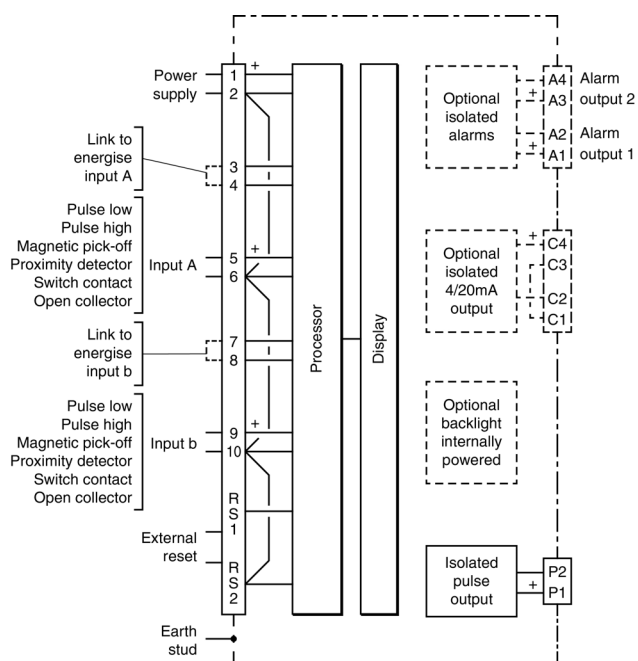 Power
supply
Link to
energise
input A
Pulse low
Pulse high
Magnetic pick-off
Proximity detector
Switch contact
Open collector
Input A
Link to
energise
input b
Pulse low
Pulse high
Magnetic pick-off
Proximity detector
Switch contact
Open collector
Input b
External
reset
Earth
stud
1 +
2
3
4
5 +
6
7
8
9 +
10
R
S
1
R
S
2
Processor
Display
Optional
isolated
alarms
A4
+ A3
A2
+ A1
Alarm
output 2
Alarm
output 1
Optional
isolated
4/20mA
output
+ C4
C3
C2
C1
Optional
backlight
internally
powered
Isolated
pulse
output
P2
+ P1